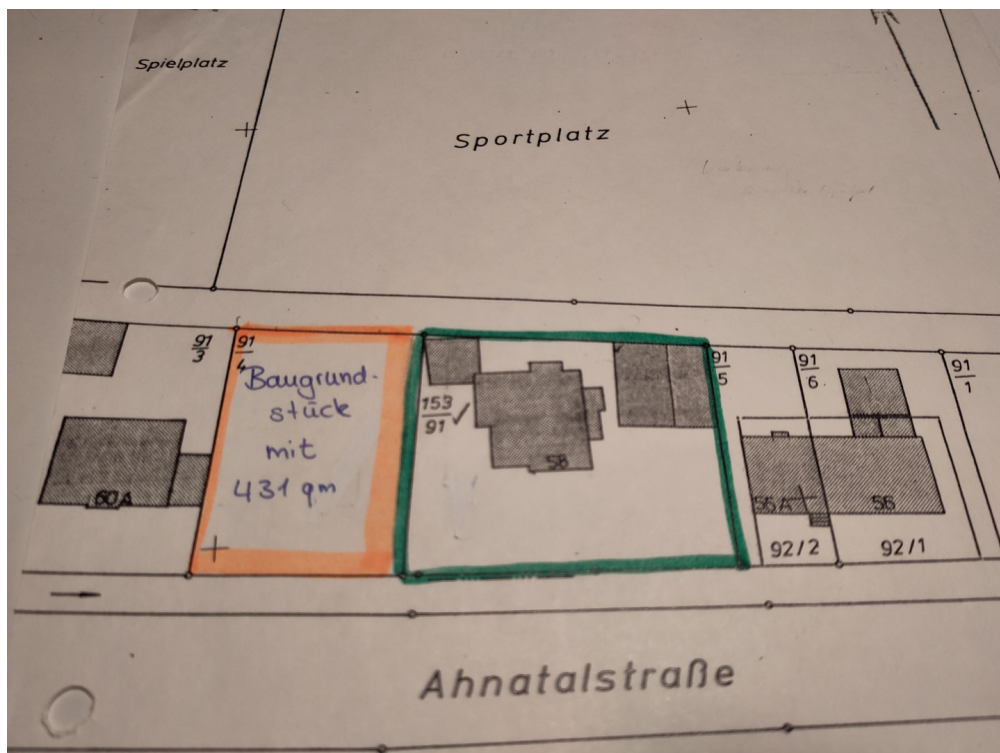 Spielplatz
Sportplatz
91
3
91
4
Baugrund-
stück
mit
431 qm
153
91
58
91
5
91
6
91
1
60A
56A
56
92/2
92/1
Ahnatalstraße